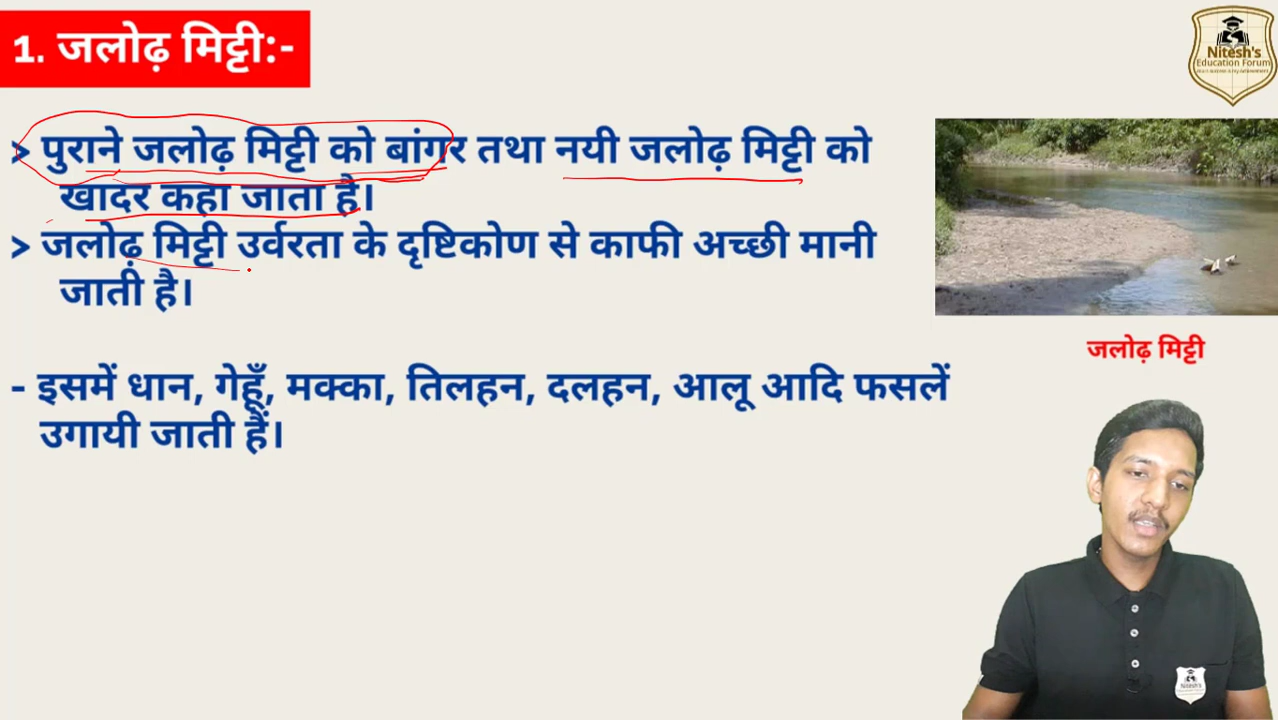 1. जलोढ़ मिट्टी:-
Nitesh's
Education Forum
> पुराने जलोढ़ मिट्टी को बांगर तथा नयी जलोढ़ मिट्टी को
खादर कहा जाता है।
> जलोढ़ मिट्टी उर्वरता के दृष्टिकोण से काफी अच्छी मानी
जाती है।
जलोढ़ मिट्टी
- इसमें धान, गेहूँ, मक्का, तिलहन, दलहन, आलू आदि फसलें
उगायी जाती हैं।
Nitesh's